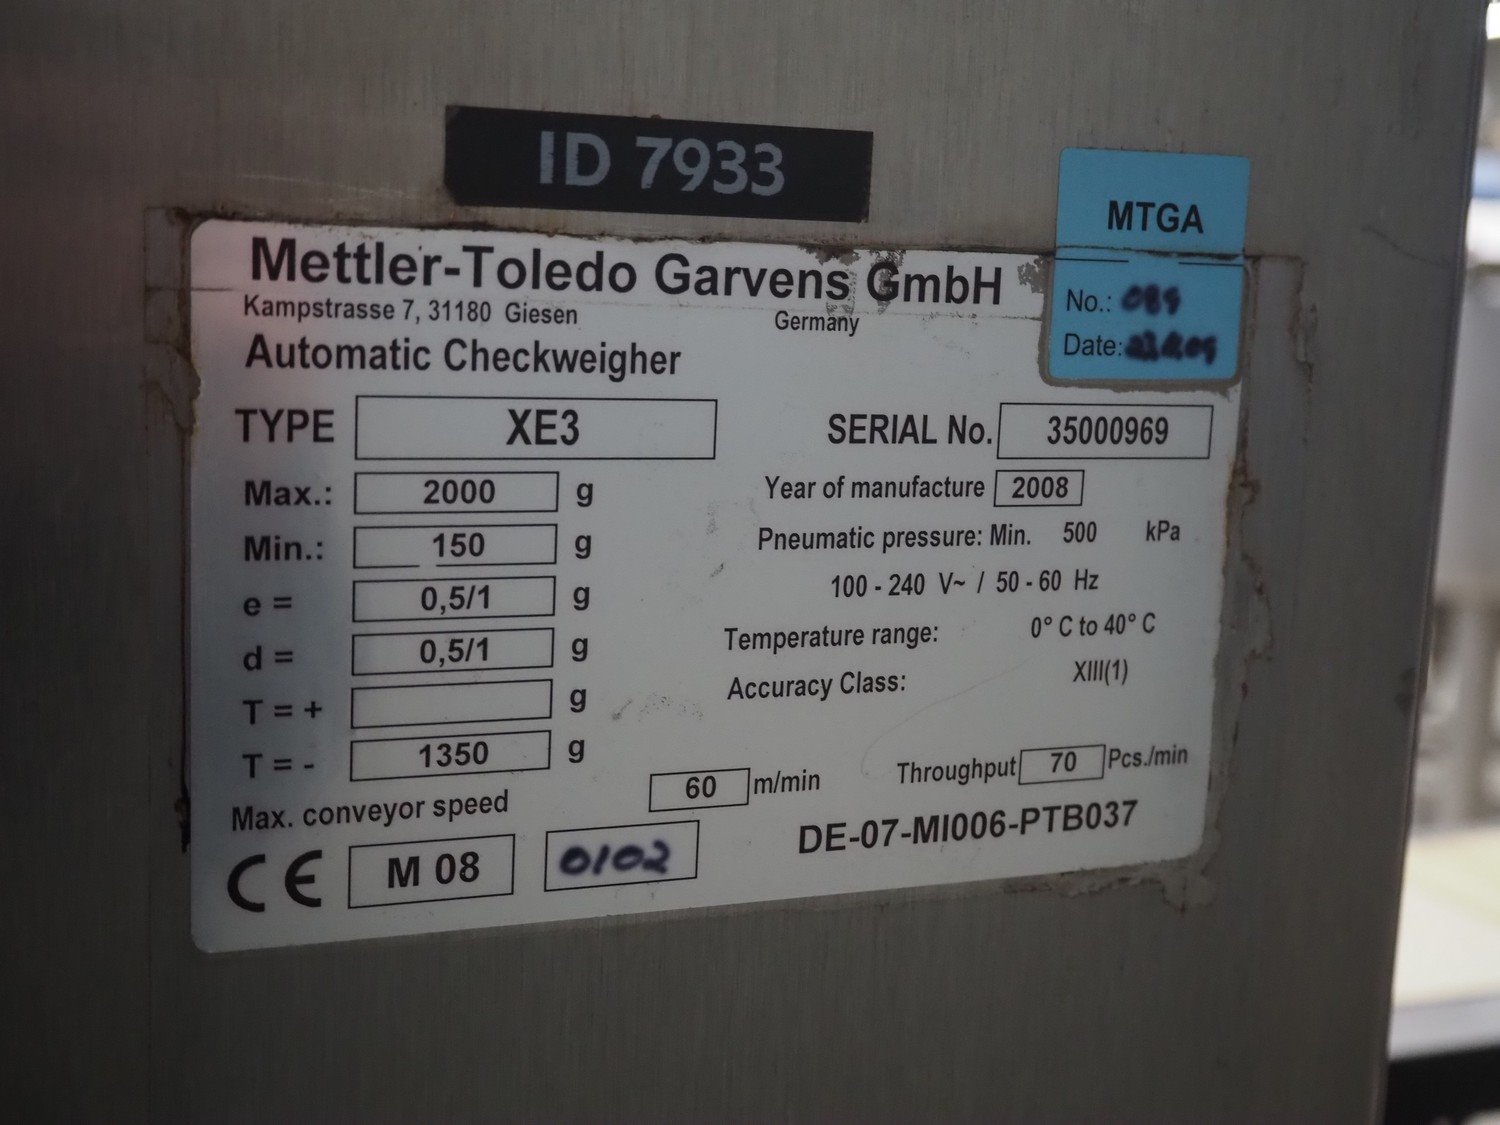 ID 7933
MTGA
No.: 089
Date:
Mettler-Toledo Garvens GmbH
Kampstrasse 7, 31180 Giesen Germany
Automatic Checkweigher
TYPE XE3 SERIAL No. 35000969
Max.: 2000 g Year of manufacture 2008
Min.: 150 g Pneumatic pressure: Min. 500 kPa
e = 0,5/1 g 100 - 240 V~ / 50 - 60 Hz
d = 0,5/1 g Temperature range: 0° C to 40° C
T = + g Accuracy Class: XIII(1)
T = - 1350 g
Max. conveyor speed 60 m/min Throughput 70 Pcs./min
CE M 08 0102 DE-07-MI006-PTB037